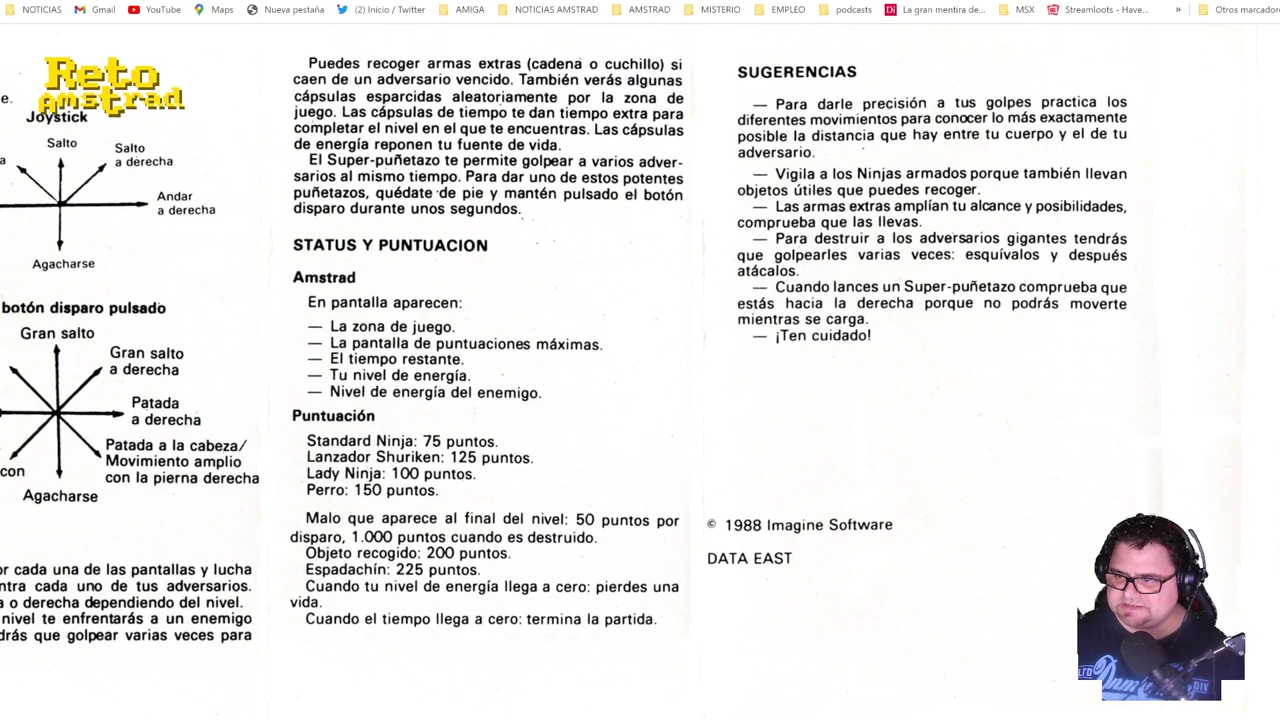 NOTICIAS
Gmail
YouTube
Maps
Nueva pestaña
(2) Inicio / Twitter
AMIGA
NOTICIAS AMSTRAD
AMSTRAD
MISTERIO
EMPLEO
podcasts
Di
La gran mentira de...
MSX
Streamloots - Have...
»
Otros marcadore
Reto
Amstrad
e.
Joystick
Salto
Salto
a derecha
a
Andar
a derecha
Agacharse
botón disparo pulsado
Gran salto
Gran salto
a derecha
Patada
a derecha
Patada a la cabeza/
Movimiento amplio
con la pierna derecha
con
Agacharse
or cada una de las pantallas y lucha
ntra cada uno de tus adversarios.
a o derecha dependiendo del nivel.
nivel te enfrentarás a un enemigo
drás que golpear varias veces para
Puedes recoger armas extras (cadena o cuchillo) si
caen de un adversario vencido. También verás algunas
cápsulas esparcidas aleatoriamente por la zona de
juego. Las cápsulas de tiempo te dan tiempo extra para
completar el nivel en el que te encuentras. Las cápsulas
de energía reponen tu fuente de vida.
El Super-puñetazo te permite golpear a varios adver-
sarios al mismo tiempo. Para dar uno de estos potentes
puñetazos, quédate de pie y mantén pulsado el botón
disparo durante unos segundos.
STATUS Y PUNTUACION
Amstrad
En pantalla aparecen:
— La zona de juego.
— La pantalla de puntuaciones máximas.
— El tiempo restante.
— Tu nivel de energía.
— Nivel de energía del enemigo.
Puntuación
Standard Ninja: 75 puntos.
Lanzador Shuriken: 125 puntos.
Lady Ninja: 100 puntos.
Perro: 150 puntos.
Malo que aparece al final del nivel: 50 puntos por
disparo, 1.000 puntos cuando es destruido.
Objeto recogido: 200 puntos.
Espadachín: 225 puntos.
Cuando tu nivel de energía llega a cero: pierdes una
vida.
Cuando el tiempo llega a cero: termina la partida.
SUGERENCIAS
— Para darle precisión a tus golpes practica los
diferentes movimientos para conocer lo más exactamente
posible la distancia que hay entre tu cuerpo y el de tu
adversario.
— Vigila a los Ninjas armados porque también llevan
objetos útiles que puedes recoger.
— Las armas extras amplían tu alcance y posibilidades,
comprueba que las llevas.
— Para destruir a los adversarios gigantes tendrás
que golpearles varias veces: esquívalos y después
atácalos.
— Cuando lances un Super-puñetazo comprueba que
estás hacia la derecha porque no podrás moverte
mientras se carga.
— ¡Ten cuidado!
© 1988 Imagine Software
DATA EAST